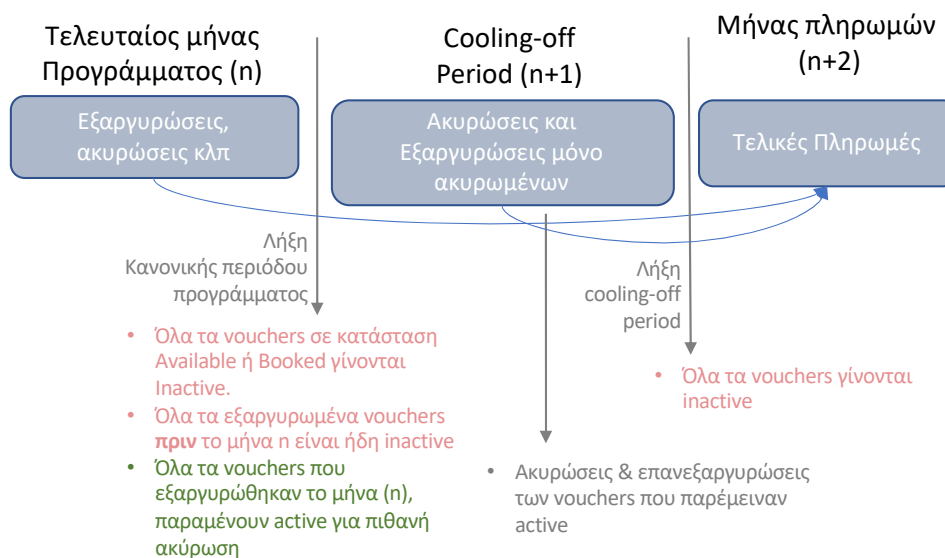 Τελευταίος μήνας
Προγράμματος (n)
Cooling-off
Period (n+1)
Μήνας πληρωμών
(n+2)
Εξαργυρώσεις,
ακυρώσεις κλπ
Ακυρώσεις και
Εξαργυρώσεις μόνο
ακυρωμένων
Τελικές Πληρωμές
Λήξη
Κανονικής περιόδου
προγράμματος
Λήξη
cooling-off
period
• Όλα τα vouchers σε κατάσταση
Available ή Booked γίνονται
Inactive.
• Όλα τα εξαργυρωμένα vouchers
πριν το μήνα n είναι ήδη inactive
• Όλα τα vouchers που
εξαργυρώθηκαν το μήνα (n),
παραμένουν active για πιθανή
ακύρωση
• Ακυρώσεις & επανεξαργυρώσεις
των vouchers που παρέμειναν
active
• Όλα τα vouchers γίνονται
inactive